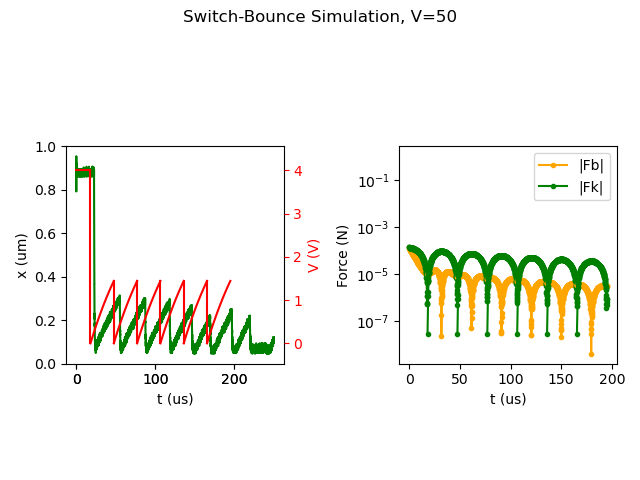 Switch-Bounce Simulation, V=50
1.0
0.8
0.6
0.4
0.2
0.0
x (um)
0
100
200
t (us)
4
3
2
1
0
V (V)
|Fb|
|Fk|
10⁻¹
10⁻³
10⁻⁵
10⁻⁷
Force (N)
0
50
100
150
200
t (us)